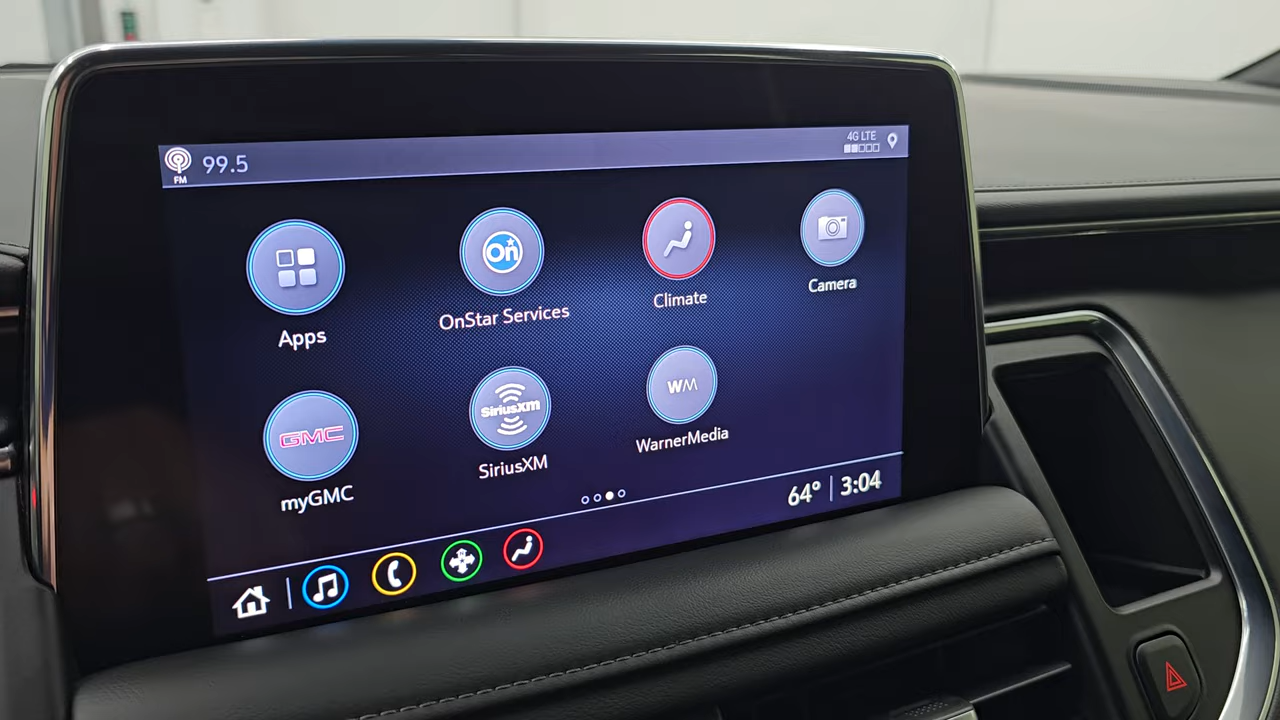 FM
99.5
4G LTE
Apps
On
OnStar Services
Climate
Camera
GMC
myGMC
SiriusXM
SiriusXM
WM
WarnerMedia
64° 3:04